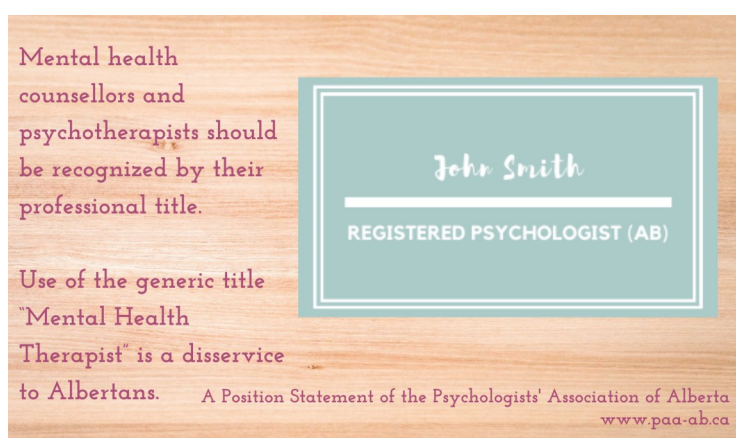 Mental health
counsellors and
psychotherapists should
be recognized by their
professional title.
Use of the generic title
"Mental Health
Therapist" is a disservice
to Albertans.
John Smith
REGISTERED PSYCHOLOGIST (AB)
A Position Statement of the Psychologists' Association of Alberta
www.paa-ab.ca